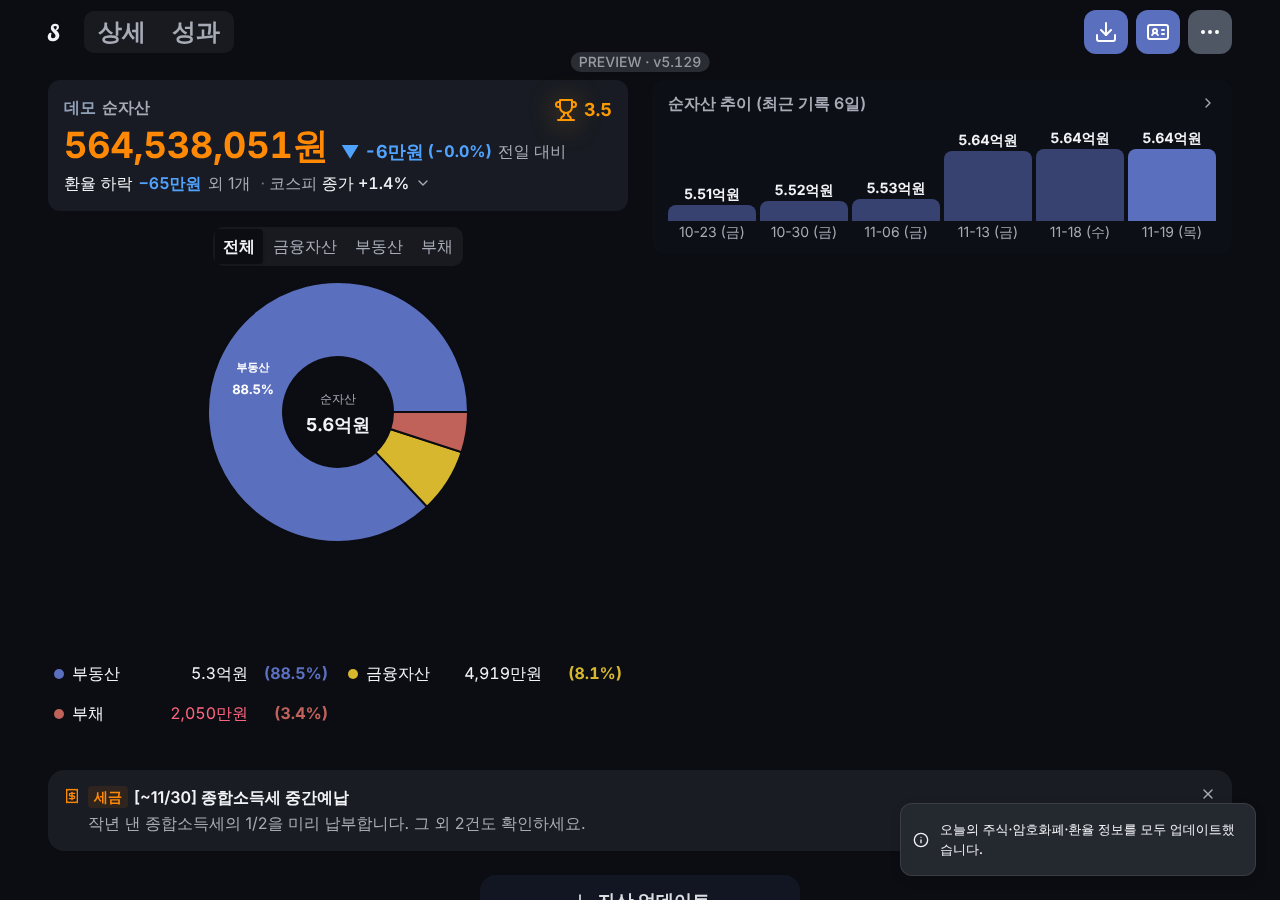 S
상세 성과
PREVIEW · v5.129
데모 순자산
3.5
564,538,051원 ▼ -6만원 (-0.0%) 전일 대비
환율 하락 −65만원 외 1개 · 코스피 종가 +1.4%
순자산 추이 (최근 기록 6일)
5.51억원 5.52억원 5.53억원 5.64억원 5.64억원 5.64억원
10-23 (금) 10-30 (금) 11-06 (금) 11-13 (금) 11-18 (수) 11-19 (목)
전체 금융자산 부동산 부채
부동산
88.5%
순자산
5.6억원
부동산 5.3억원 (88.5%) 금융자산 4,919만원 (8.1%)
부채 2,050만원 (3.4%)
세금 [~11/30] 종합소득세 중간예납
작년 낸 종합소득세의 1/2을 미리 납부합니다. 그 외 2건도 확인하세요.
오늘의 주식·암호화폐·환율 정보를 모두 업데이트했
습니다.
자산 업데이트